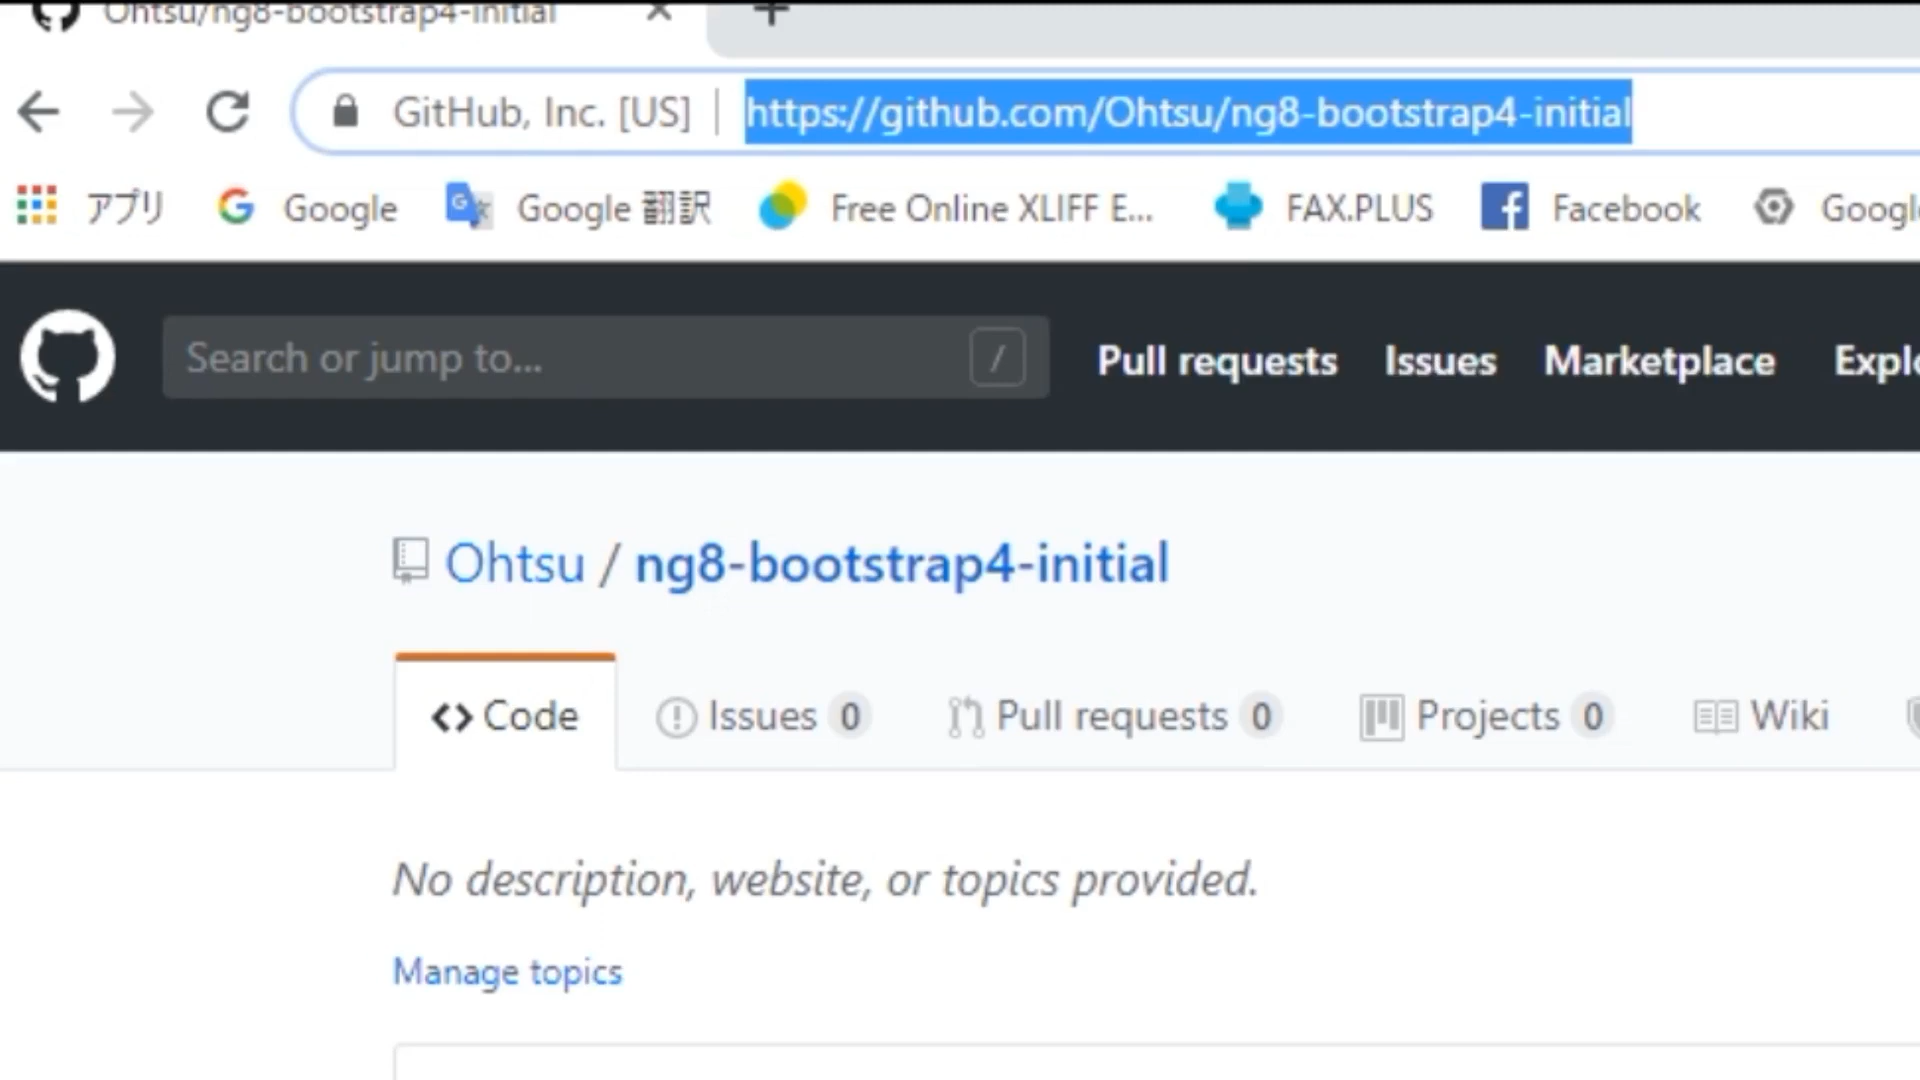 Ohtsu/ng8-bootstrap4-initial
GitHub, Inc. [US] | https://github.com/Ohtsu/ng8-bootstrap4-initial
アプリ Google Google 翻訳 Free Online XLIFF E... FAX.PLUS Facebook Googl
Search or jump to... / Pull requests Issues Marketplace Explo
Ohtsu / ng8-bootstrap4-initial
Code Issues 0 Pull requests 0 Projects 0 Wiki
No description, website, or topics provided.
Manage topics